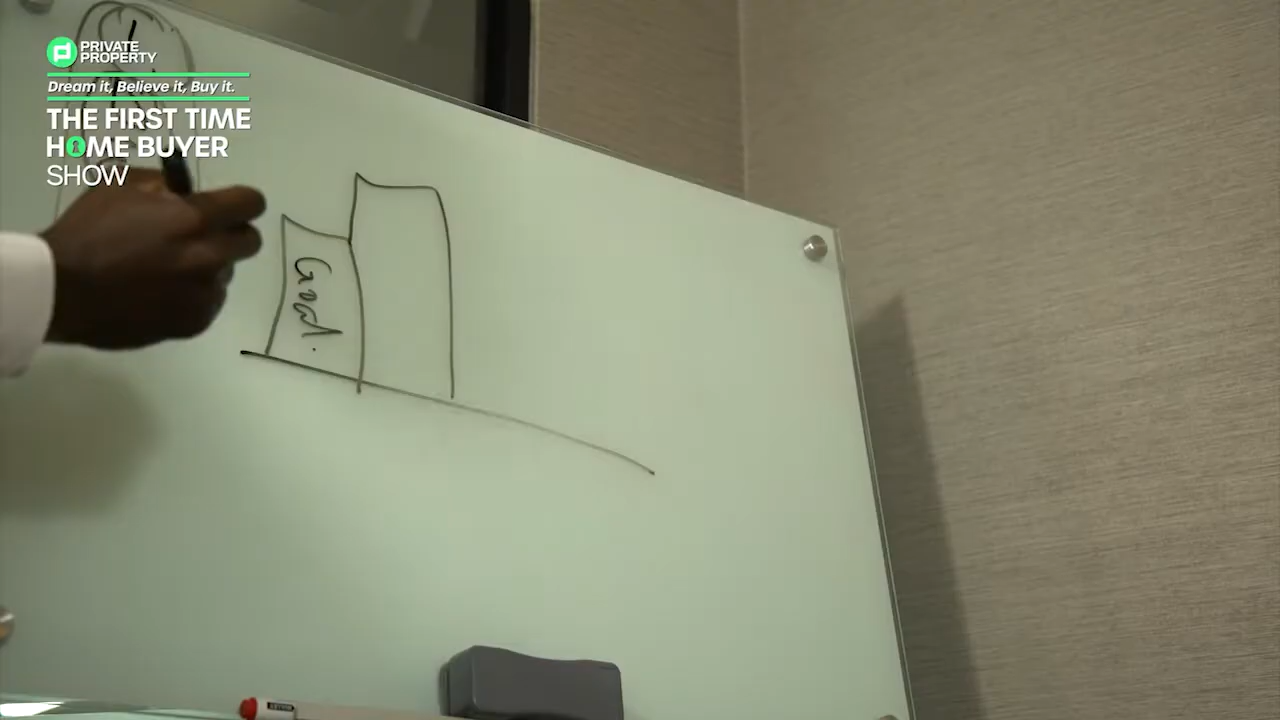 PRIVATE
PROPERTY
Dream it, Believe it, Buy it.
THE FIRST TIME
HOME BUYER
SHOW
Good.